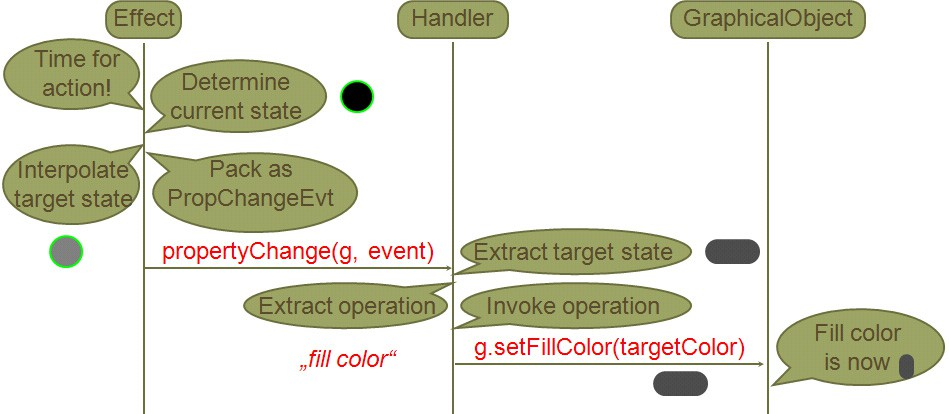 Effect
Handler
GraphicalObject
Time for
action!
Determine
current state
Interpolate
target state
Pack as
PropChangeEvt
propertyChange(g, event)
Extract target state
Extract operation
Invoke operation
„fill color“
g.setFillColor(targetColor)
Fill color
is now